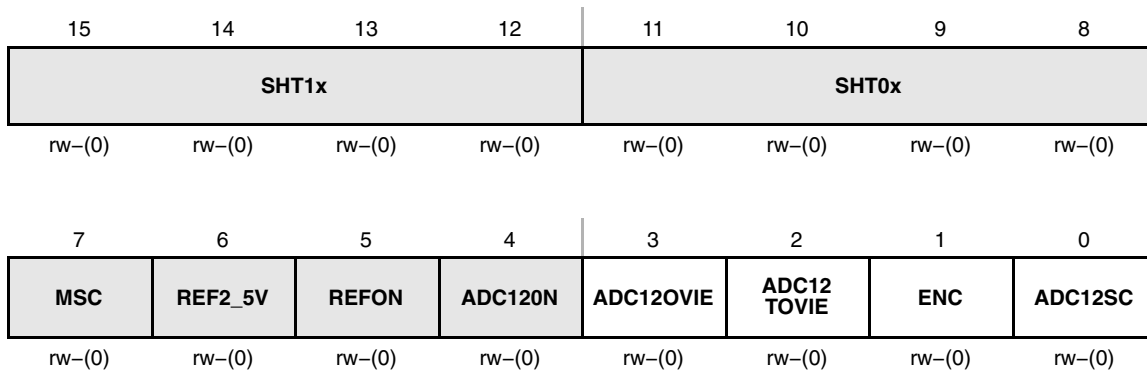 15 14 13 12 11 10 9 8
SHT1x SHT0x
rw−(0) rw−(0) rw−(0) rw−(0) rw−(0) rw−(0) rw−(0) rw−(0)
7 6 5 4 3 2 1 0
MSC REF2_5V REFON ADC120N ADC12OVIE ADC12 TOVIE ENC ADC12SC
rw−(0) rw−(0) rw−(0) rw−(0) rw−(0) rw−(0) rw−(0) rw−(0)